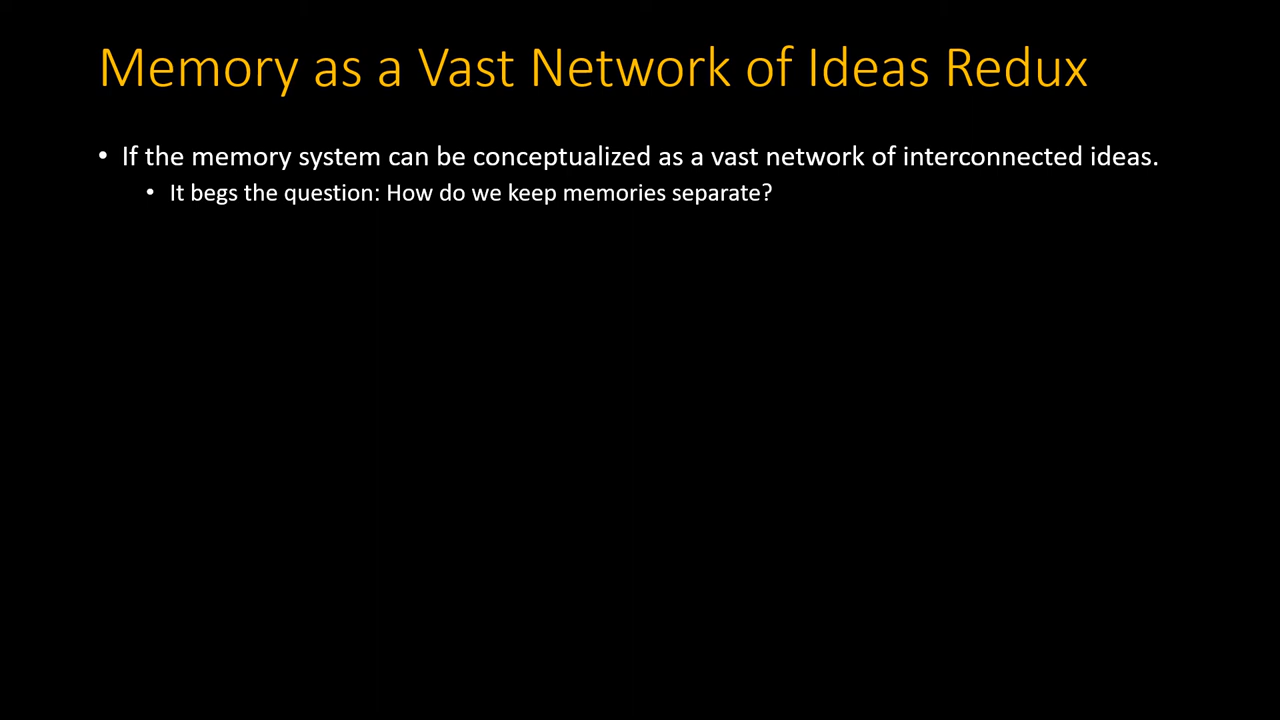 Memory as a Vast Network of Ideas Redux
• If the memory system can be conceptualized as a vast network of interconnected ideas.
• It begs the question: How do we keep memories separate?